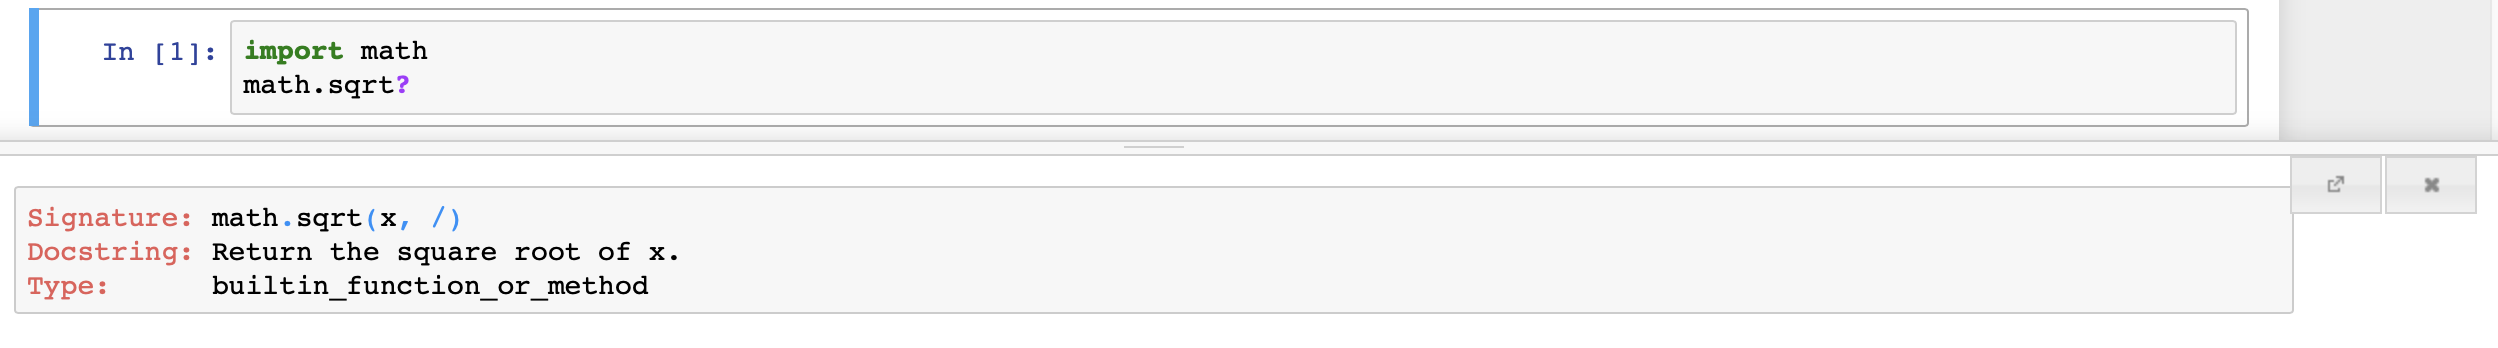 In [1]: import math
math.sqrt?
Signature: math.sqrt(x, /)
Docstring: Return the square root of x.
Type:      builtin_function_or_method